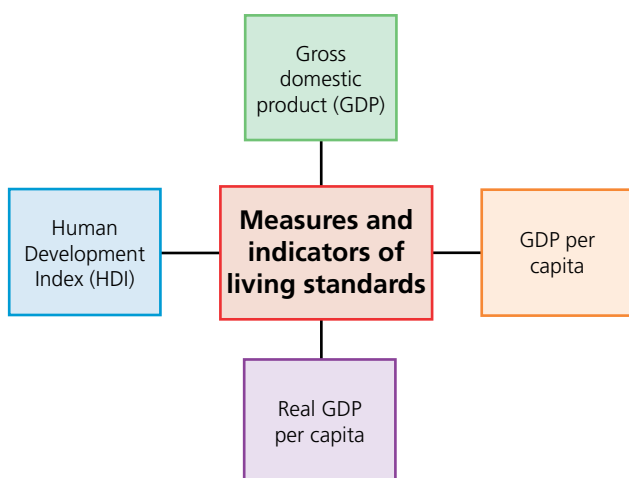 Gross
domestic
product (GDP)
Human
Development
Index (HDI)
Measures and
indicators of
living standards
GDP per
capita
Real GDP
per capita